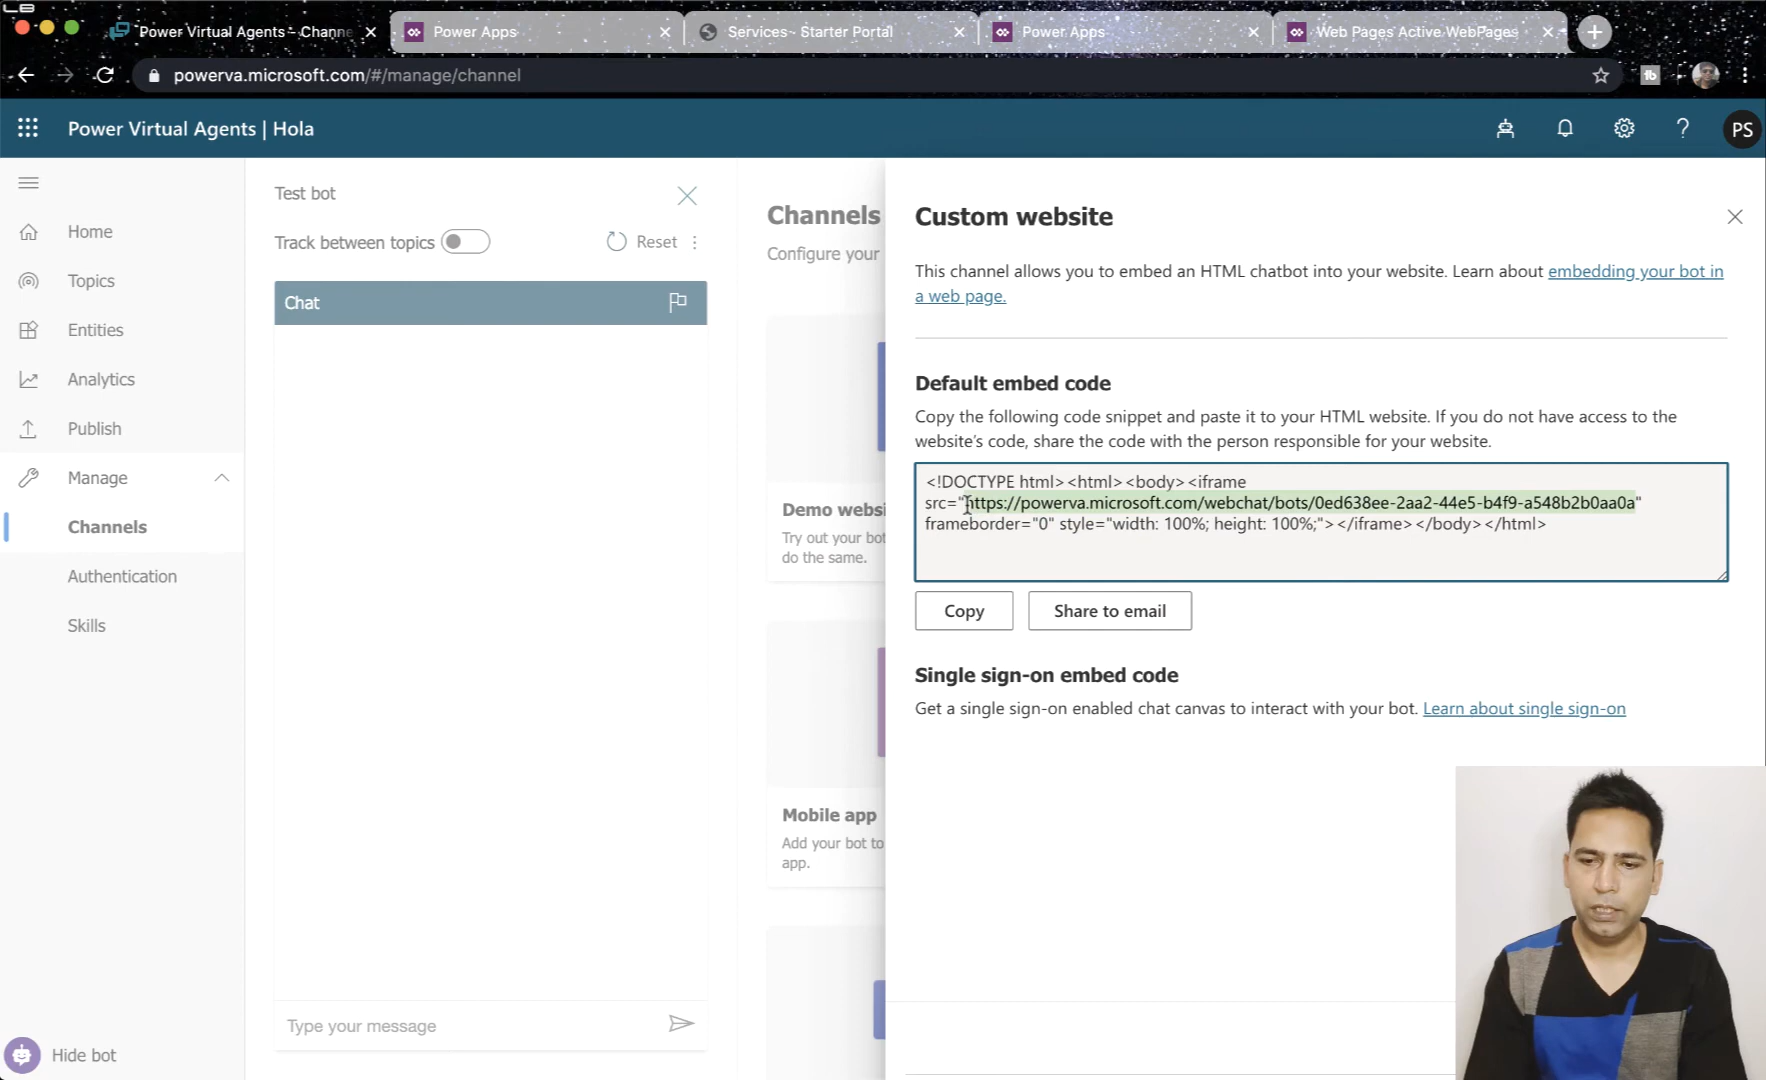 Power Virtual Agents - Channe
Power Apps
Services · Starter Portal
Power Apps
Web Pages Active WebPages
powerva.microsoft.com/#/manage/channel
Power Virtual Agents | Hola
PS
Home
Topics
Entities
Analytics
Publish
Manage
Channels
Authentication
Skills
Hide bot
Test bot
Track between topics
Reset
Chat
Type your message
Channels
Configure your
Demo websi
Try out your bot
do the same.
Mobile app
Add your bot to
app.
Custom website
This channel allows you to embed an HTML chatbot into your website. Learn about embedding your bot in
a web page.
Default embed code
Copy the following code snippet and paste it to your HTML website. If you do not have access to the
website's code, share the code with the person responsible for your website.
<!DOCTYPE html><html><body><iframe
src="https://powerva.microsoft.com/webchat/bots/0ed638ee-2aa2-44e5-b4f9-a548b2b0aa0a"
frameborder="0" style="width: 100%; height: 100%;"></iframe></body></html>
Copy
Share to email
Single sign-on embed code
Get a single sign-on enabled chat canvas to interact with your bot. Learn about single sign-on